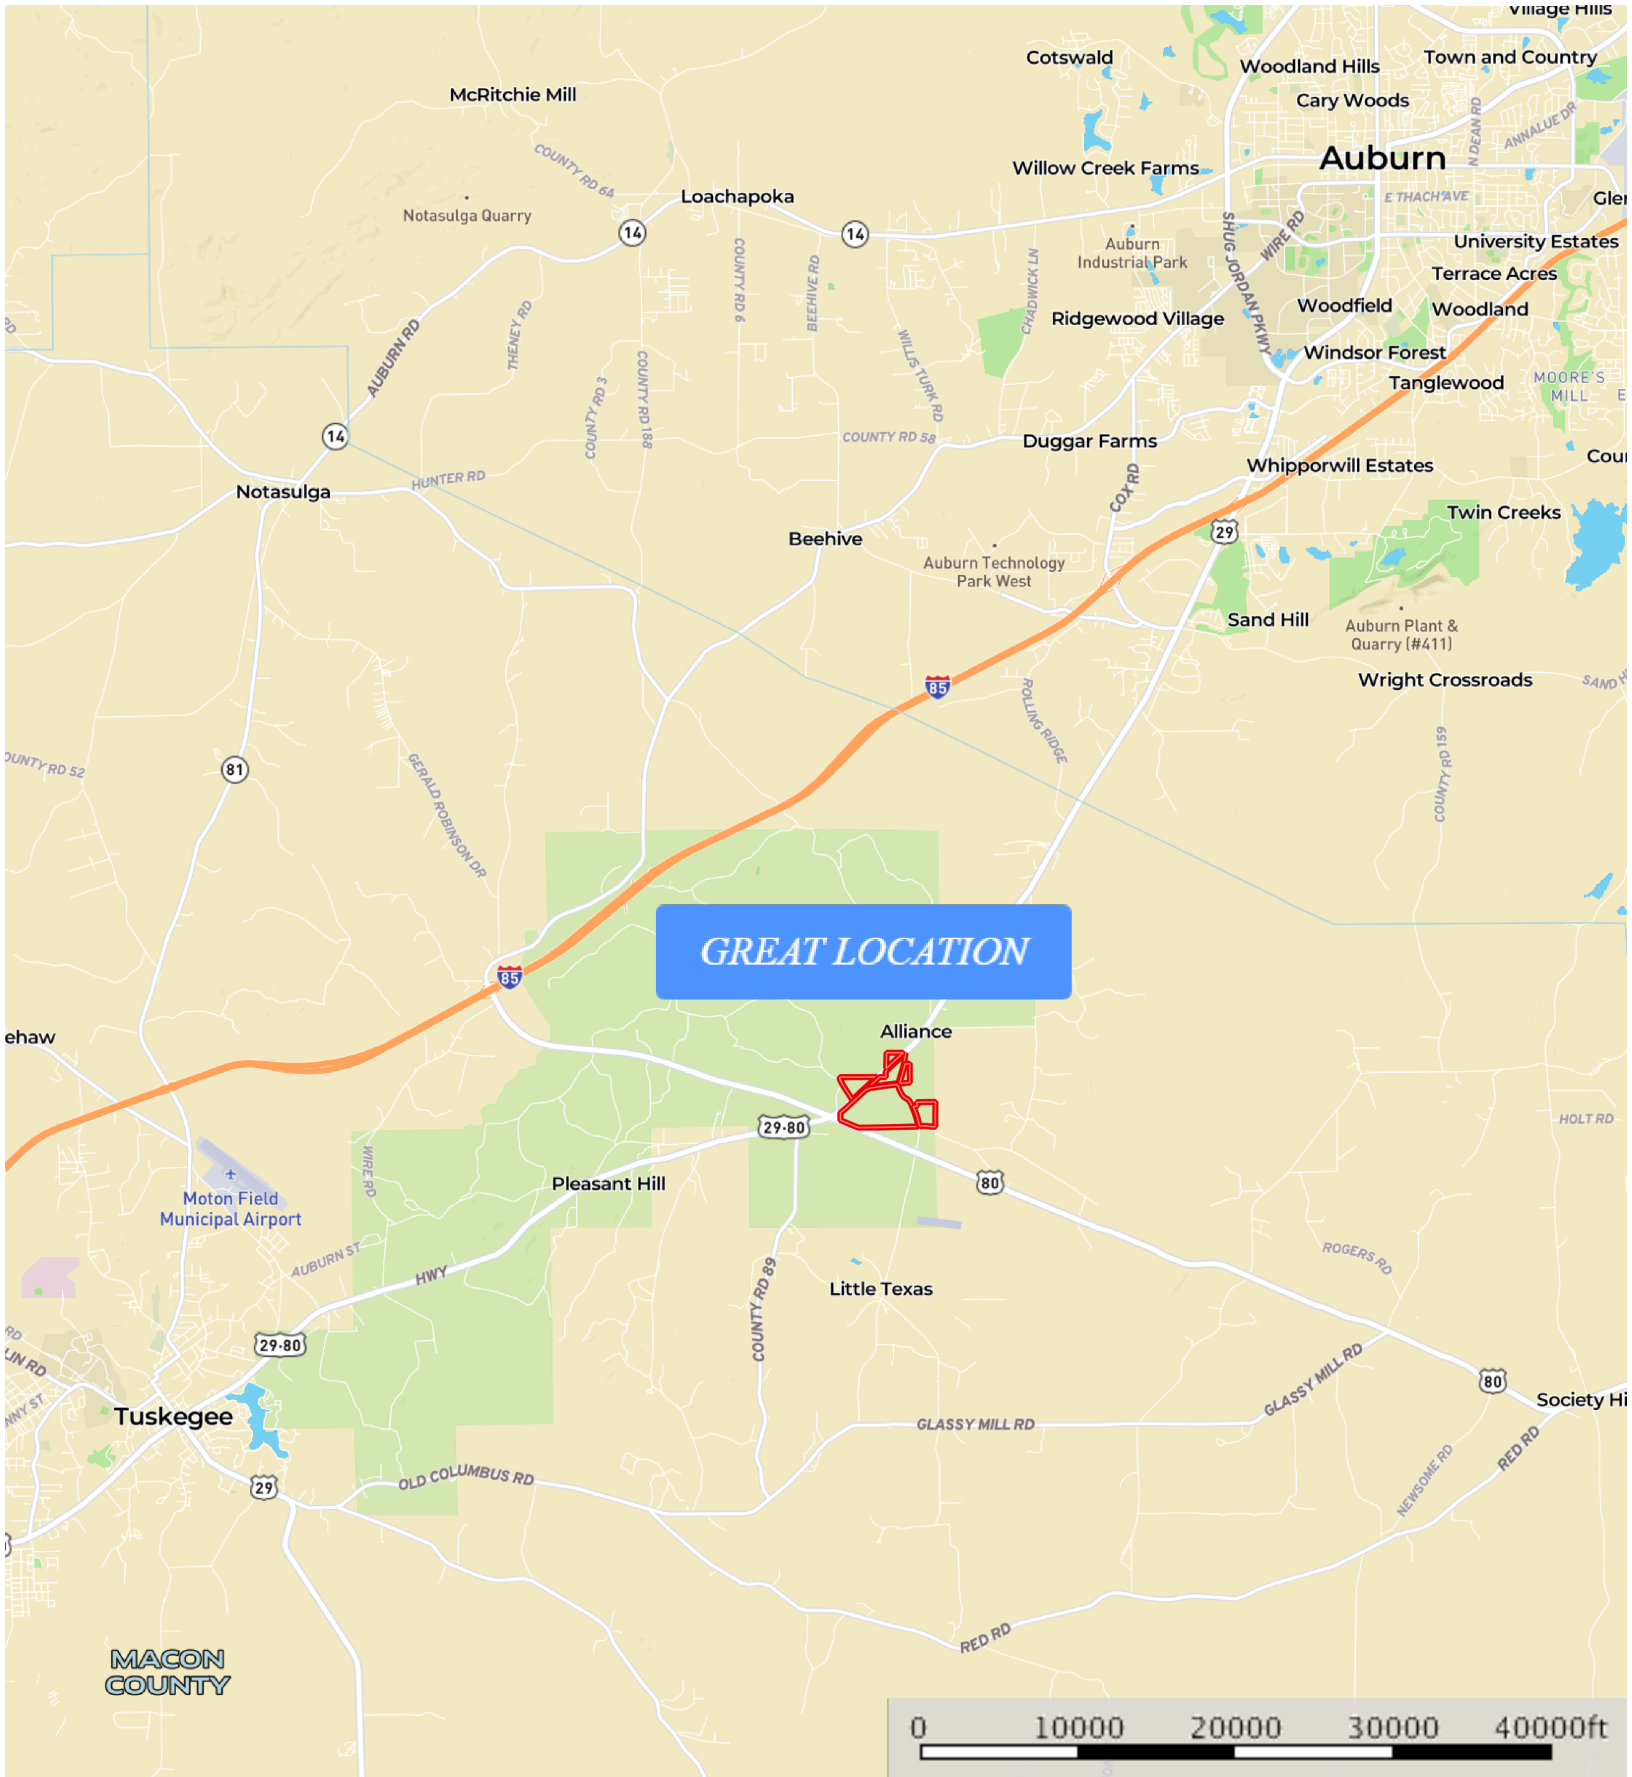 Village Hills
Cotswald
Woodland Hills
Town and Country
McRitchie Mill
Cary Woods
N DEAN RD
ANNALUE DR
COUNTY RD 64
Auburn
Willow Creek Farms
Loachapoka
E THACH AVE
Notasulga Quarry
14
14
SHUG JORDAN PKWY
WIRE RD
Auburn
Industrial Park
University Estates
COUNTY RD 6
BEEHIVE RD
CHADWICK LN
Terrace Acres
Woodfield
Woodland
Ridgewood Village
THENEY RD
AUBURN RD
WILLIS TURK RD
Windsor Forest
Tanglewood
MOORE'S
MILL
COUNTY RD 3
COUNTY RD 188
14
COUNTY RD 58
Duggar Farms
Whipporwill Estates
COX RD
HUNTER RD
Notasulga
Twin Creeks
29
Beehive
Auburn Technology
Park West
Sand Hill
Auburn Plant &
Quarry (#411)
Wright Crossroads
SAND H
85
ROLLING RIDGE
81
OUNTY RD 52
GERALD ROBINSON DR
COUNTY RD 159
GREAT LOCATION
85
ehaw
Alliance
29-80
HOLT RD
WIRE RD
Pleasant Hill
80
Moton Field
Municipal Airport
AUBURN ST
HWY
ROGERS RD
COUNTY RD 89
Little Texas
RD
29-80
LIN RD
GLASSY MILL RD
80
Society Hi
NNY ST
Tuskegee
GLASSY MILL RD
RED RD
OLD COLUMBUS RD
29
NEWSOME RD
RED RD
MACON
COUNTY
0 10000 20000 30000 40000ft